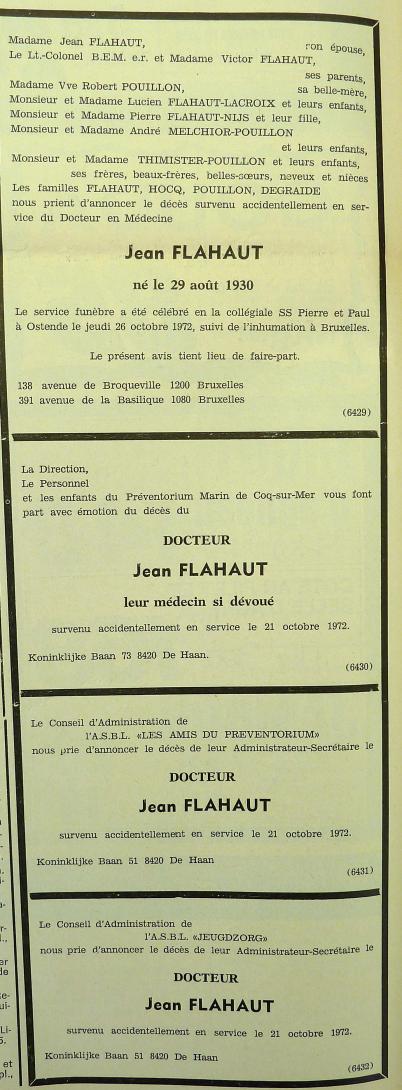 Madame Jean FLAHAUT, son épouse,
Le Lt.-Colonel B.E.M. e.r. et Madame Victor FLAHAUT,
ses parents,
Madame Vve Robert POUILLON, sa belle-mère,
Monsieur et Madame Lucien FLAHAUT-LACROIX et leurs enfants,
Monsieur et Madame Pierre FLAHAUT-NIJS et leur fille,
Monsieur et Madame André MELCHIOR-POUILLON
et leurs enfants,
Monsieur et Madame THIMISTER-POUILLON et leurs enfants,
ses frères, beaux-frères, belles-sœurs, neveux et nièces
Les familles FLAHAUT, HOCQ, POUILLON, DEGRAIDE
nous prient d'annoncer le décès survenu accidentellement en ser-
vice du Docteur en Médecine
Jean FLAHAUT
né le 29 août 1930
Le service funèbre a été célébré en la collégiale SS Pierre et Paul
à Ostende le jeudi 26 octobre 1972, suivi de l'inhumation à Bruxelles.
Le présent avis tient lieu de faire-part.
138 avenue de Broqueville 1200 Bruxelles
391 avenue de la Basilique 1080 Bruxelles
(6429)
La Direction,
Le Personnel
et les enfants du Préventorium Marin de Coq-sur-Mer vous font
part avec émotion du décès du
DOCTEUR
Jean FLAHAUT
leur médecin si dévoué
survenu accidentellement en service le 21 octobre 1972.
Koninklijke Baan 73 8420 De Haan.
(6430)
Le Conseil d'Administration de
l'A.S.B.L. «LES AMIS DU PREVENTORIUM»
nous prie d'annoncer le décès de leur Administrateur-Secrétaire le
DOCTEUR
Jean FLAHAUT
survenu accidentellement en service le 21 octobre 1972.
Koninklijke Baan 51 8420 De Haan
(6431)
Le Conseil d'Administration de
l'A.S.B.L. «JEUGDZORG»
nous prie d'annoncer le décès de leur Administrateur-Secrétaire le
DOCTEUR
Jean FLAHAUT
survenu accidentellement en service le 21 octobre 1972.
Koninklijke Baan 51 8420 De Haan
(6432)